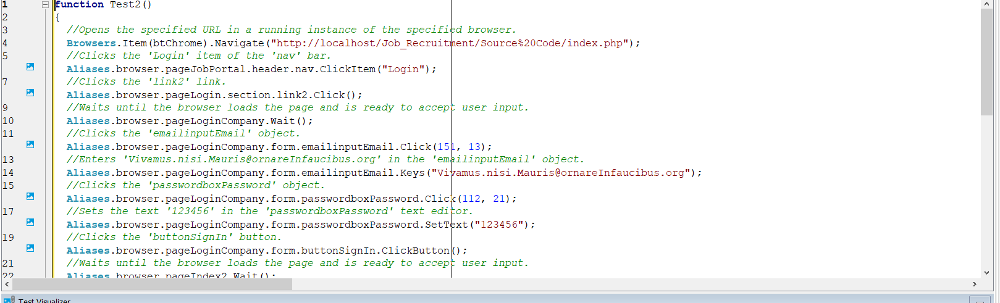 1 function Test2()
2 {
3 //Opens the specified URL in a running instance of the specified browser.
4 Browsers.Item(btChrome).Navigate("http://localhost/Job_Recruitment/Source%20Code/index.php");
5 //Clicks the 'Login' item of the 'nav' bar.
Aliases.browser.pageJobPortal.header.nav.ClickItem("Login");
7 //Clicks the 'link2' link.
Aliases.browser.pageLogin.section.link2.Click();
9 //Waits until the browser loads the page and is ready to accept user input.
10 Aliases.browser.pageLoginCompany.Wait();
11 //Clicks the 'emailinputEmail' object.
Aliases.browser.pageLoginCompany.form.emailinputEmail.Click(151, 13);
13 //Enters 'Vivamus.nisi.Mauris@ornareInfaucibus.org' in the 'emailinputEmail' object.
14 Aliases.browser.pageLoginCompany.form.emailinputEmail.Keys("Vivamus.nisi.Mauris@ornareInfaucibus.org");
15 //Clicks the 'passwordboxPassword' object.
Aliases.browser.pageLoginCompany.form.passwordboxPassword.Click(112, 21);
17 //Sets the text '123456' in the 'passwordboxPassword' text editor.
Aliases.browser.pageLoginCompany.form.passwordboxPassword.SetText("123456");
19 //Clicks the 'buttonSignIn' button.
Aliases.browser.pageLoginCompany.form.buttonSignIn.ClickButton();
21 //Waits until the browser loads the page and is ready to accept user input.
22 Aliases.browser.pageIndex2.Wait();
Test Visualizer